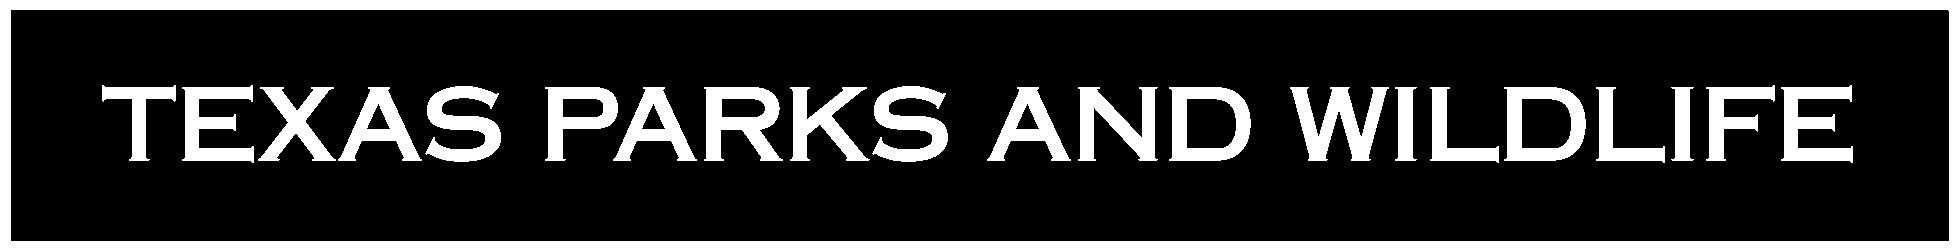 TEXAS PARKS AND WILDLIFE